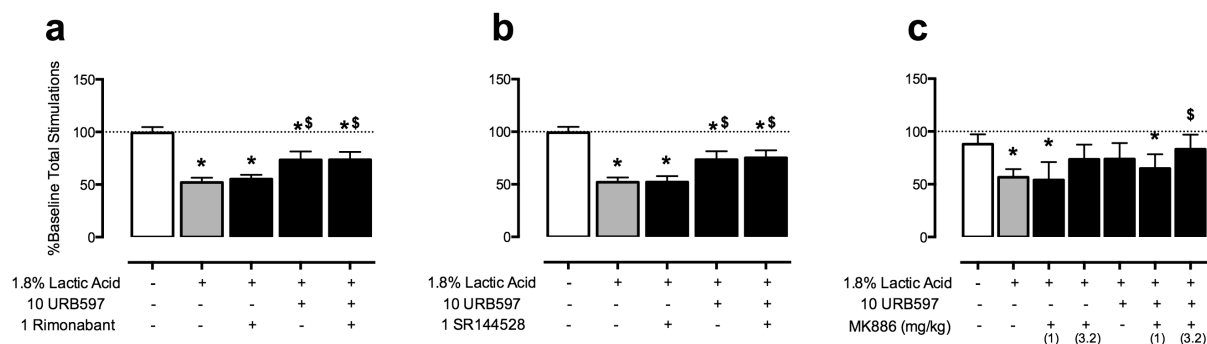 a
%Baseline Total Stimulations
150
100
50
0
*
*
*$
*$
1.8% Lactic Acid - + + + +
10 URB597 - - - + +
1 Rimonabant - - + - +
b
150
100
50
0
*
*
*$
*$
1.8% Lactic Acid - + + + +
10 URB597 - - - + +
1 SR144528 - - + - +
c
150
100
50
0
*
*
*
$
1.8% Lactic Acid - + + + + + +
10 URB597 - - - - + + +
MK886 (mg/kg) - - + + - + +
(1) (3.2) (1) (3.2)